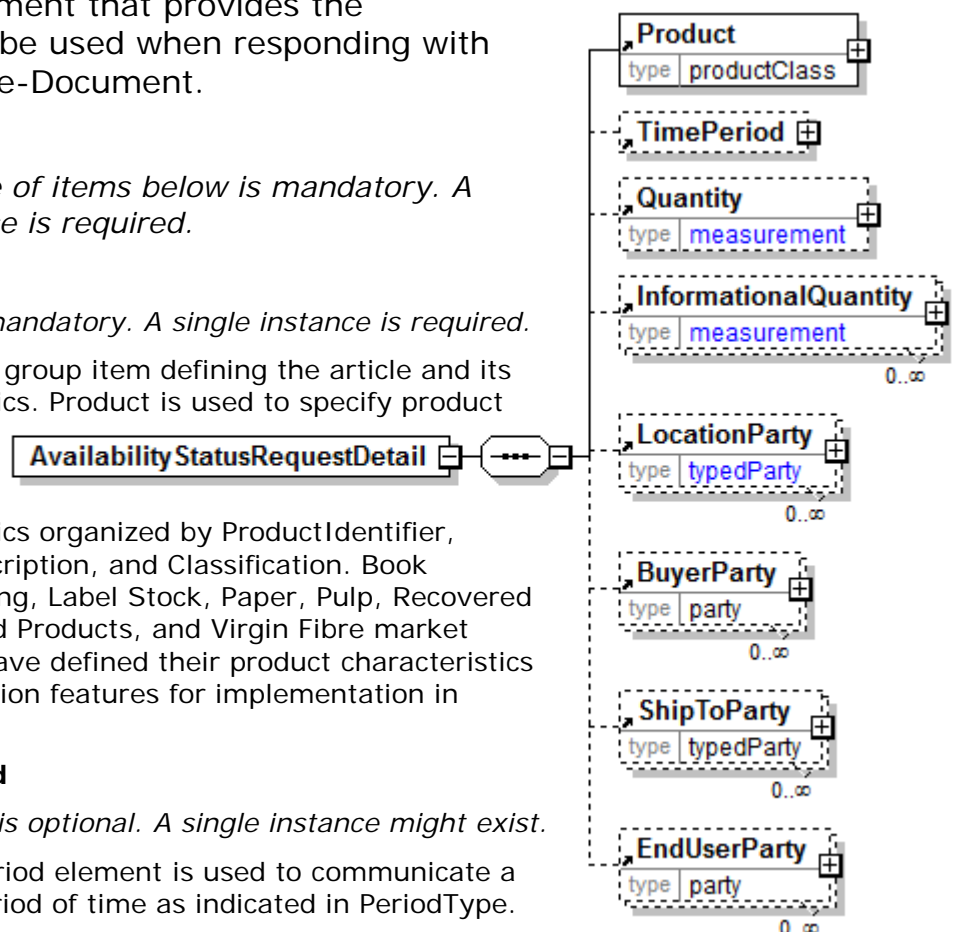 ment that provides the
be used when responding with
e-Document.
e of items below is mandatory. A
ce is required.
mandatory. A single instance is required.
group item defining the article and its
ics. Product is used to specify product
ics organized by ProductIdentifier,
cription, and Classification. Book
ng, Label Stock, Paper, Pulp, Recovered
d Products, and Virgin Fibre market
ave defined their product characteristics
ion features for implementation in
d
is optional. A single instance might exist.
riod element is used to communicate a
riod of time as indicated in PeriodType.
AvailabilityStatusRequestDetail
Product
type productClass
TimePeriod
Quantity
type measurement
InformationalQuantity
type measurement
0..∞
LocationParty
type typedParty
0..∞
BuyerParty
type party
0..∞
ShipToParty
type typedParty
0..∞
EndUserParty
type party
0..∞